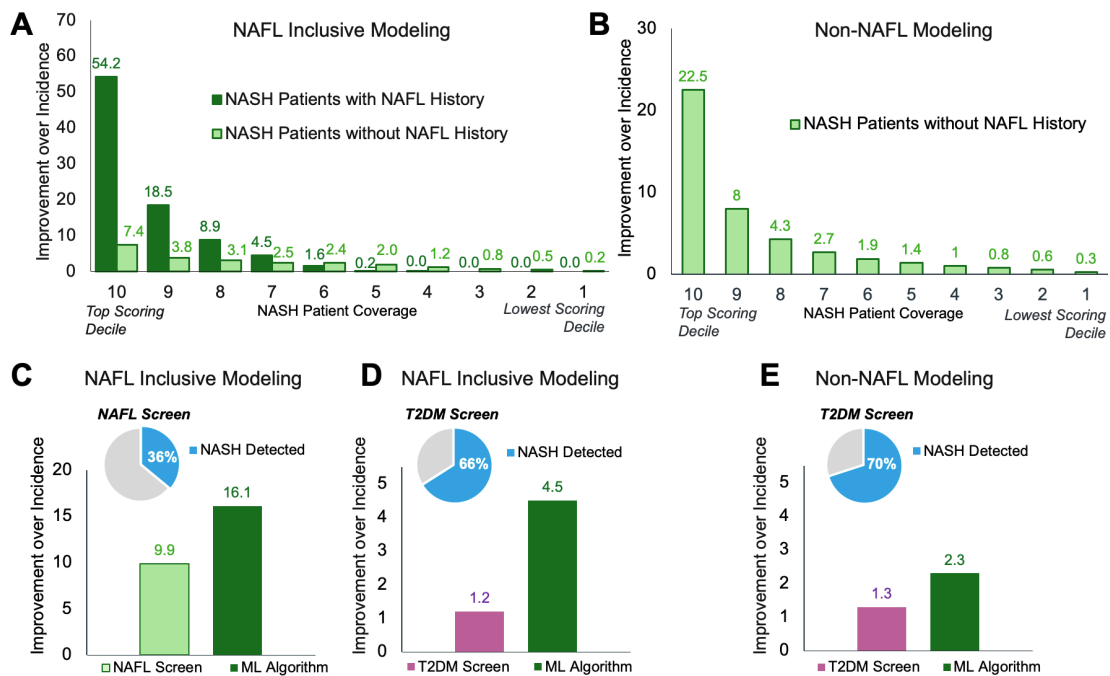 A
NAFL Inclusive Modeling
Improvement over Incidence
70
60
50
40
30
20
10
0
54.2
18.5
8.9
4.5
1.6
0.2
0.0
0.0
0.0
0.0
7.4
3.8
3.1
2.5
2.4
2.0
1.2
0.8
0.5
0.2
NASH Patients with NAFL History
NASH Patients without NAFL History
10 9 8 7 6 5 4 3 2 1
Top Scoring
Decile
NASH Patient Coverage
Lowest Scoring
Decile
B
Non-NAFL Modeling
Improvement over Incidence
30
20
10
0
22.5
8
4.3
2.7
1.9
1.4
1
0.8
0.6
0.3
NASH Patients without NAFL History
10 9 8 7 6 5 4 3 2 1
Top Scoring
Decile
NASH Patient Coverage
Lowest Scoring
Decile
C
NAFL Inclusive Modeling
NAFL Screen
36%
NASH Detected
Improvement over Incidence
20
15
10
5
0
9.9
16.1
NAFL Screen ML Algorithm
D
NAFL Inclusive Modeling
T2DM Screen
66%
NASH Detected
Improvement over Incidence
5
4
3
2
1
0
1.2
4.5
T2DM Screen ML Algorithm
E
Non-NAFL Modeling
T2DM Screen
70%
NASH Detected
Improvement over Incidence
5
4
3
2
1
0
1.3
2.3
T2DM Screen ML Algorithm